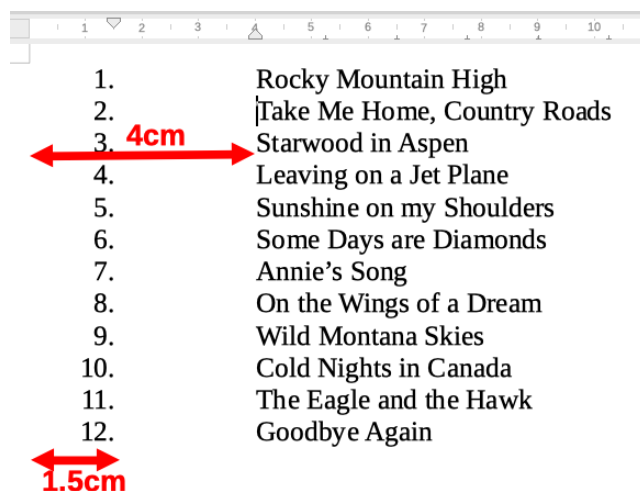 1 2 3 4 5 6 7 8 9 10
1. Rocky Mountain High
2. Take Me Home, Country Roads
3. Starwood in Aspen
4cm
4. Leaving on a Jet Plane
5. Sunshine on my Shoulders
6. Some Days are Diamonds
7. Annie’s Song
8. On the Wings of a Dream
9. Wild Montana Skies
10. Cold Nights in Canada
11. The Eagle and the Hawk
12. Goodbye Again
1.5cm